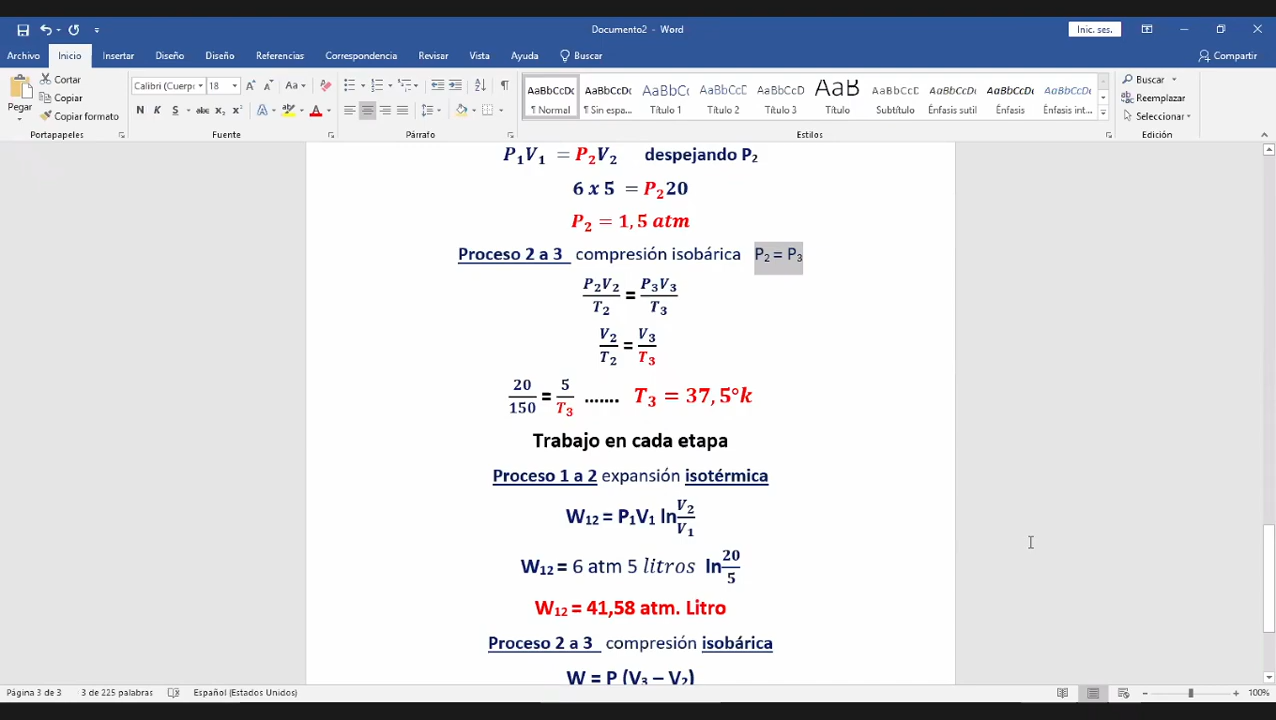 Documento2 - Word
Inic. ses.
Archivo Inicio Insertar Diseño Diseño Referencias Correspondencia Revisar Vista Ayuda Buscar Compartir
Pegar
Cortar
Copiar
Copiar formato
Portapapeles
Calibri (Cuerp 18
N K S abc x₂ x²
Fuente
Párrafo
AaBbCcDc AaBbCcDc AaBbCc AaBbCcD AaBbCcD AaB AaBbCcD AaBbCcDc AaBbCcDc AaBbCcDc
¶ Normal ¶ Sin espa... Título 1 Título 2 Título 3 Título Subtítulo Énfasis sutil Énfasis Énfasis int...
Estilos
Buscar
Reemplazar
Seleccionar
Edición
P₁V₁ = P₂V₂ despejando P₂
6 x 5 = P₂20
P₂ = 1,5 atm
Proceso 2 a 3 compresión isobárica P₂ = P₃
P₂V₂/T₂ = P₃V₃/T₃
V₂/T₂ = V₃/T₃
20/150 = 5/T₃ ....... T₃ = 37,5°k
Trabajo en cada etapa
Proceso 1 a 2 expansión isotérmica
W₁₂ = P₁V₁ ln V₂/V₁
W₁₂ = 6 atm 5 litros ln 20/5
W₁₂ = 41,58 atm. Litro
Proceso 2 a 3 compresión isobárica
W = P (V₃ – V₂)
Página 3 de 3 3 de 225 palabras Español (Estados Unidos) 100%